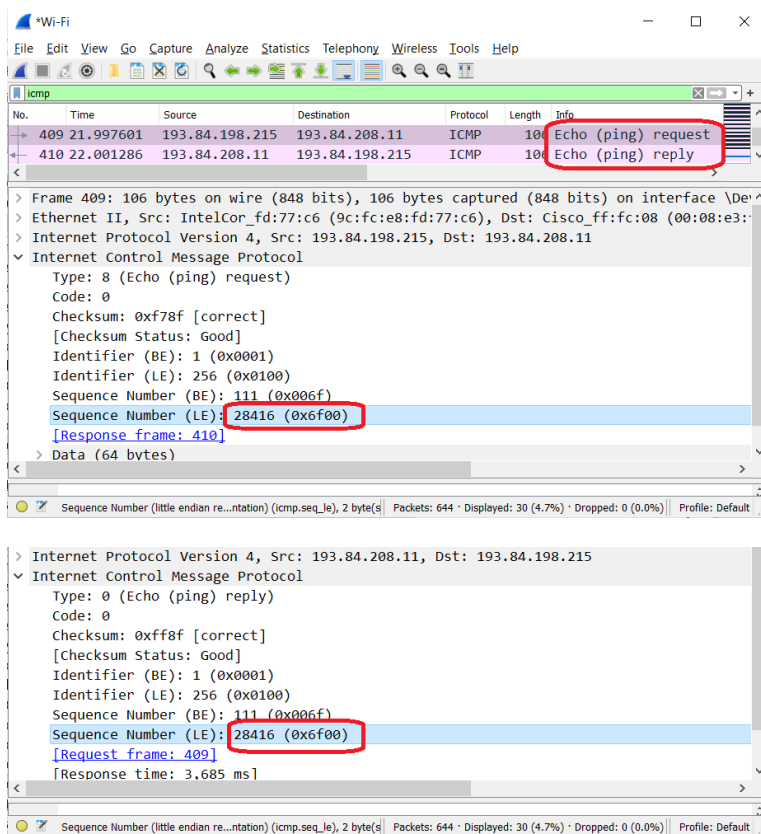 *Wi-Fi
File Edit View Go Capture Analyze Statistics Telephony Wireless Tools Help
icmp
No. Time Source Destination Protocol Length Info
409 21.997601 193.84.198.215 193.84.208.11 ICMP 106 Echo (ping) request
410 22.001286 193.84.208.11 193.84.198.215 ICMP 106 Echo (ping) reply
Frame 409: 106 bytes on wire (848 bits), 106 bytes captured (848 bits) on interface \Dev
Ethernet II, Src: IntelCor_fd:77:c6 (9c:fc:e8:fd:77:c6), Dst: Cisco_ff:fc:08 (00:08:e3:
Internet Protocol Version 4, Src: 193.84.198.215, Dst: 193.84.208.11
Internet Control Message Protocol
Type: 8 (Echo (ping) request)
Code: 0
Checksum: 0xf78f [correct]
[Checksum Status: Good]
Identifier (BE): 1 (0x0001)
Identifier (LE): 256 (0x0100)
Sequence Number (BE): 111 (0x006f)
Sequence Number (LE): 28416 (0x6f00)
[Response frame: 410]
Data (64 bytes)
Sequence Number (little endian re...ntation) (icmp.seq_le), 2 byte(s Packets: 644 · Displayed: 30 (4.7%) · Dropped: 0 (0.0%) Profile: Default
Internet Protocol Version 4, Src: 193.84.208.11, Dst: 193.84.198.215
Internet Control Message Protocol
Type: 0 (Echo (ping) reply)
Code: 0
Checksum: 0xff8f [correct]
[Checksum Status: Good]
Identifier (BE): 1 (0x0001)
Identifier (LE): 256 (0x0100)
Sequence Number (BE): 111 (0x006f)
Sequence Number (LE): 28416 (0x6f00)
[Request frame: 409]
[Response time: 3,685 ms]
Sequence Number (little endian re...ntation) (icmp.seq_le), 2 byte(s Packets: 644 · Displayed: 30 (4.7%) · Dropped: 0 (0.0%) Profile: Default